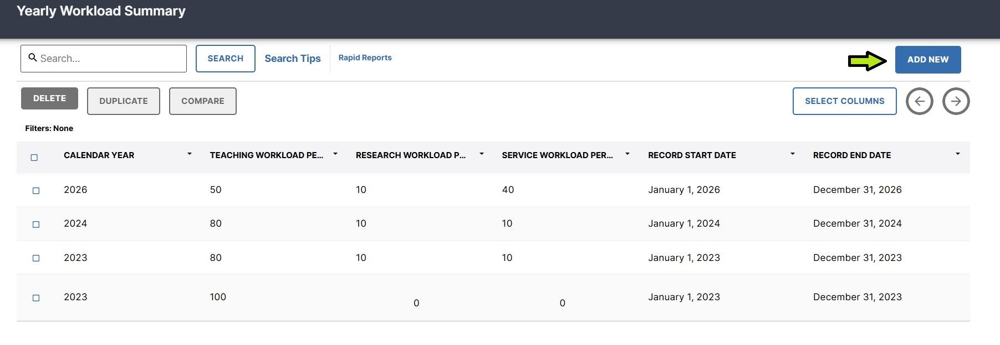 Yearly Workload Summary
Search... SEARCH Search Tips Rapid Reports ADD NEW
DELETE DUPLICATE COMPARE SELECT COLUMNS
Filters: None
CALENDAR YEAR TEACHING WORKLOAD PE... RESEARCH WORKLOAD P... SERVICE WORKLOAD PER... RECORD START DATE RECORD END DATE
2026 50 10 40 January 1, 2026 December 31, 2026
2024 80 10 10 January 1, 2024 December 31, 2024
2023 80 10 10 January 1, 2023 December 31, 2023
2023 100 0 0 January 1, 2023 December 31, 2023